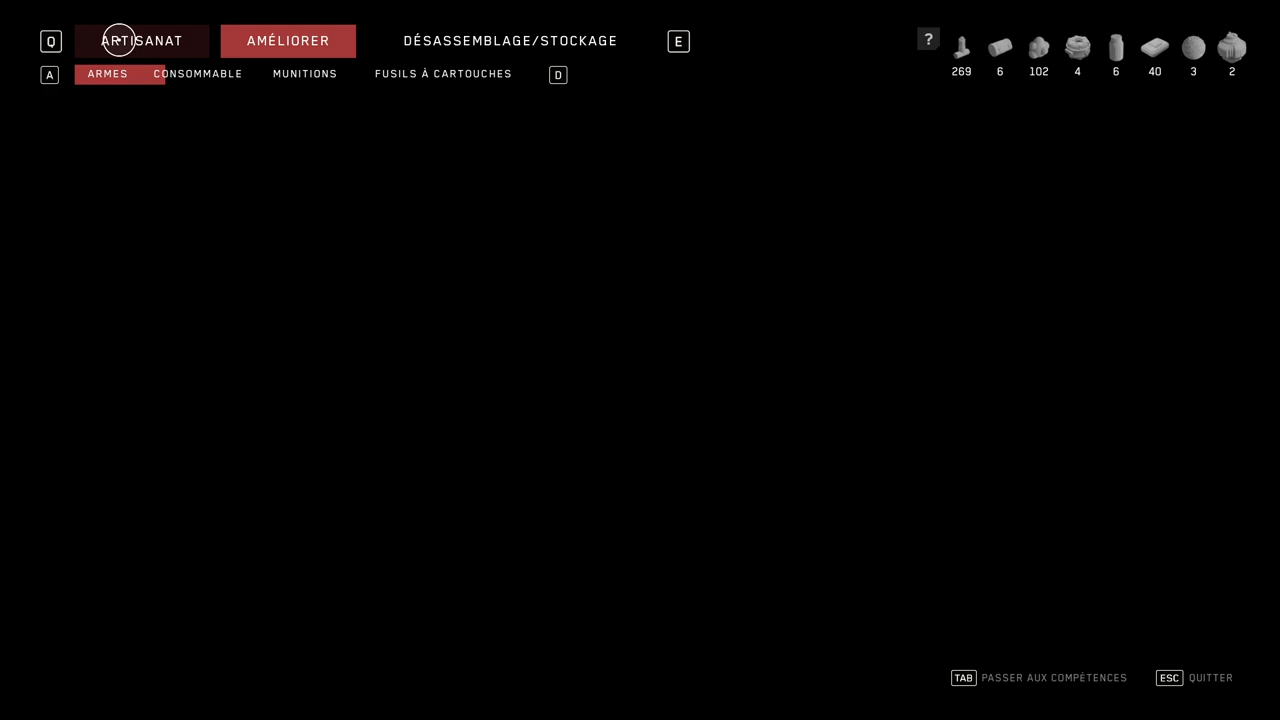 Q ARTISANAT AMÉLIORER DÉSASSEMBLAGE/STOCKAGE E ?
A ARMES CONSOMMABLE MUNITIONS FUSILS À CARTOUCHES D
269 6 102 4 6 40 3 2
TAB PASSER AUX COMPÉTENCES ESC QUITTER